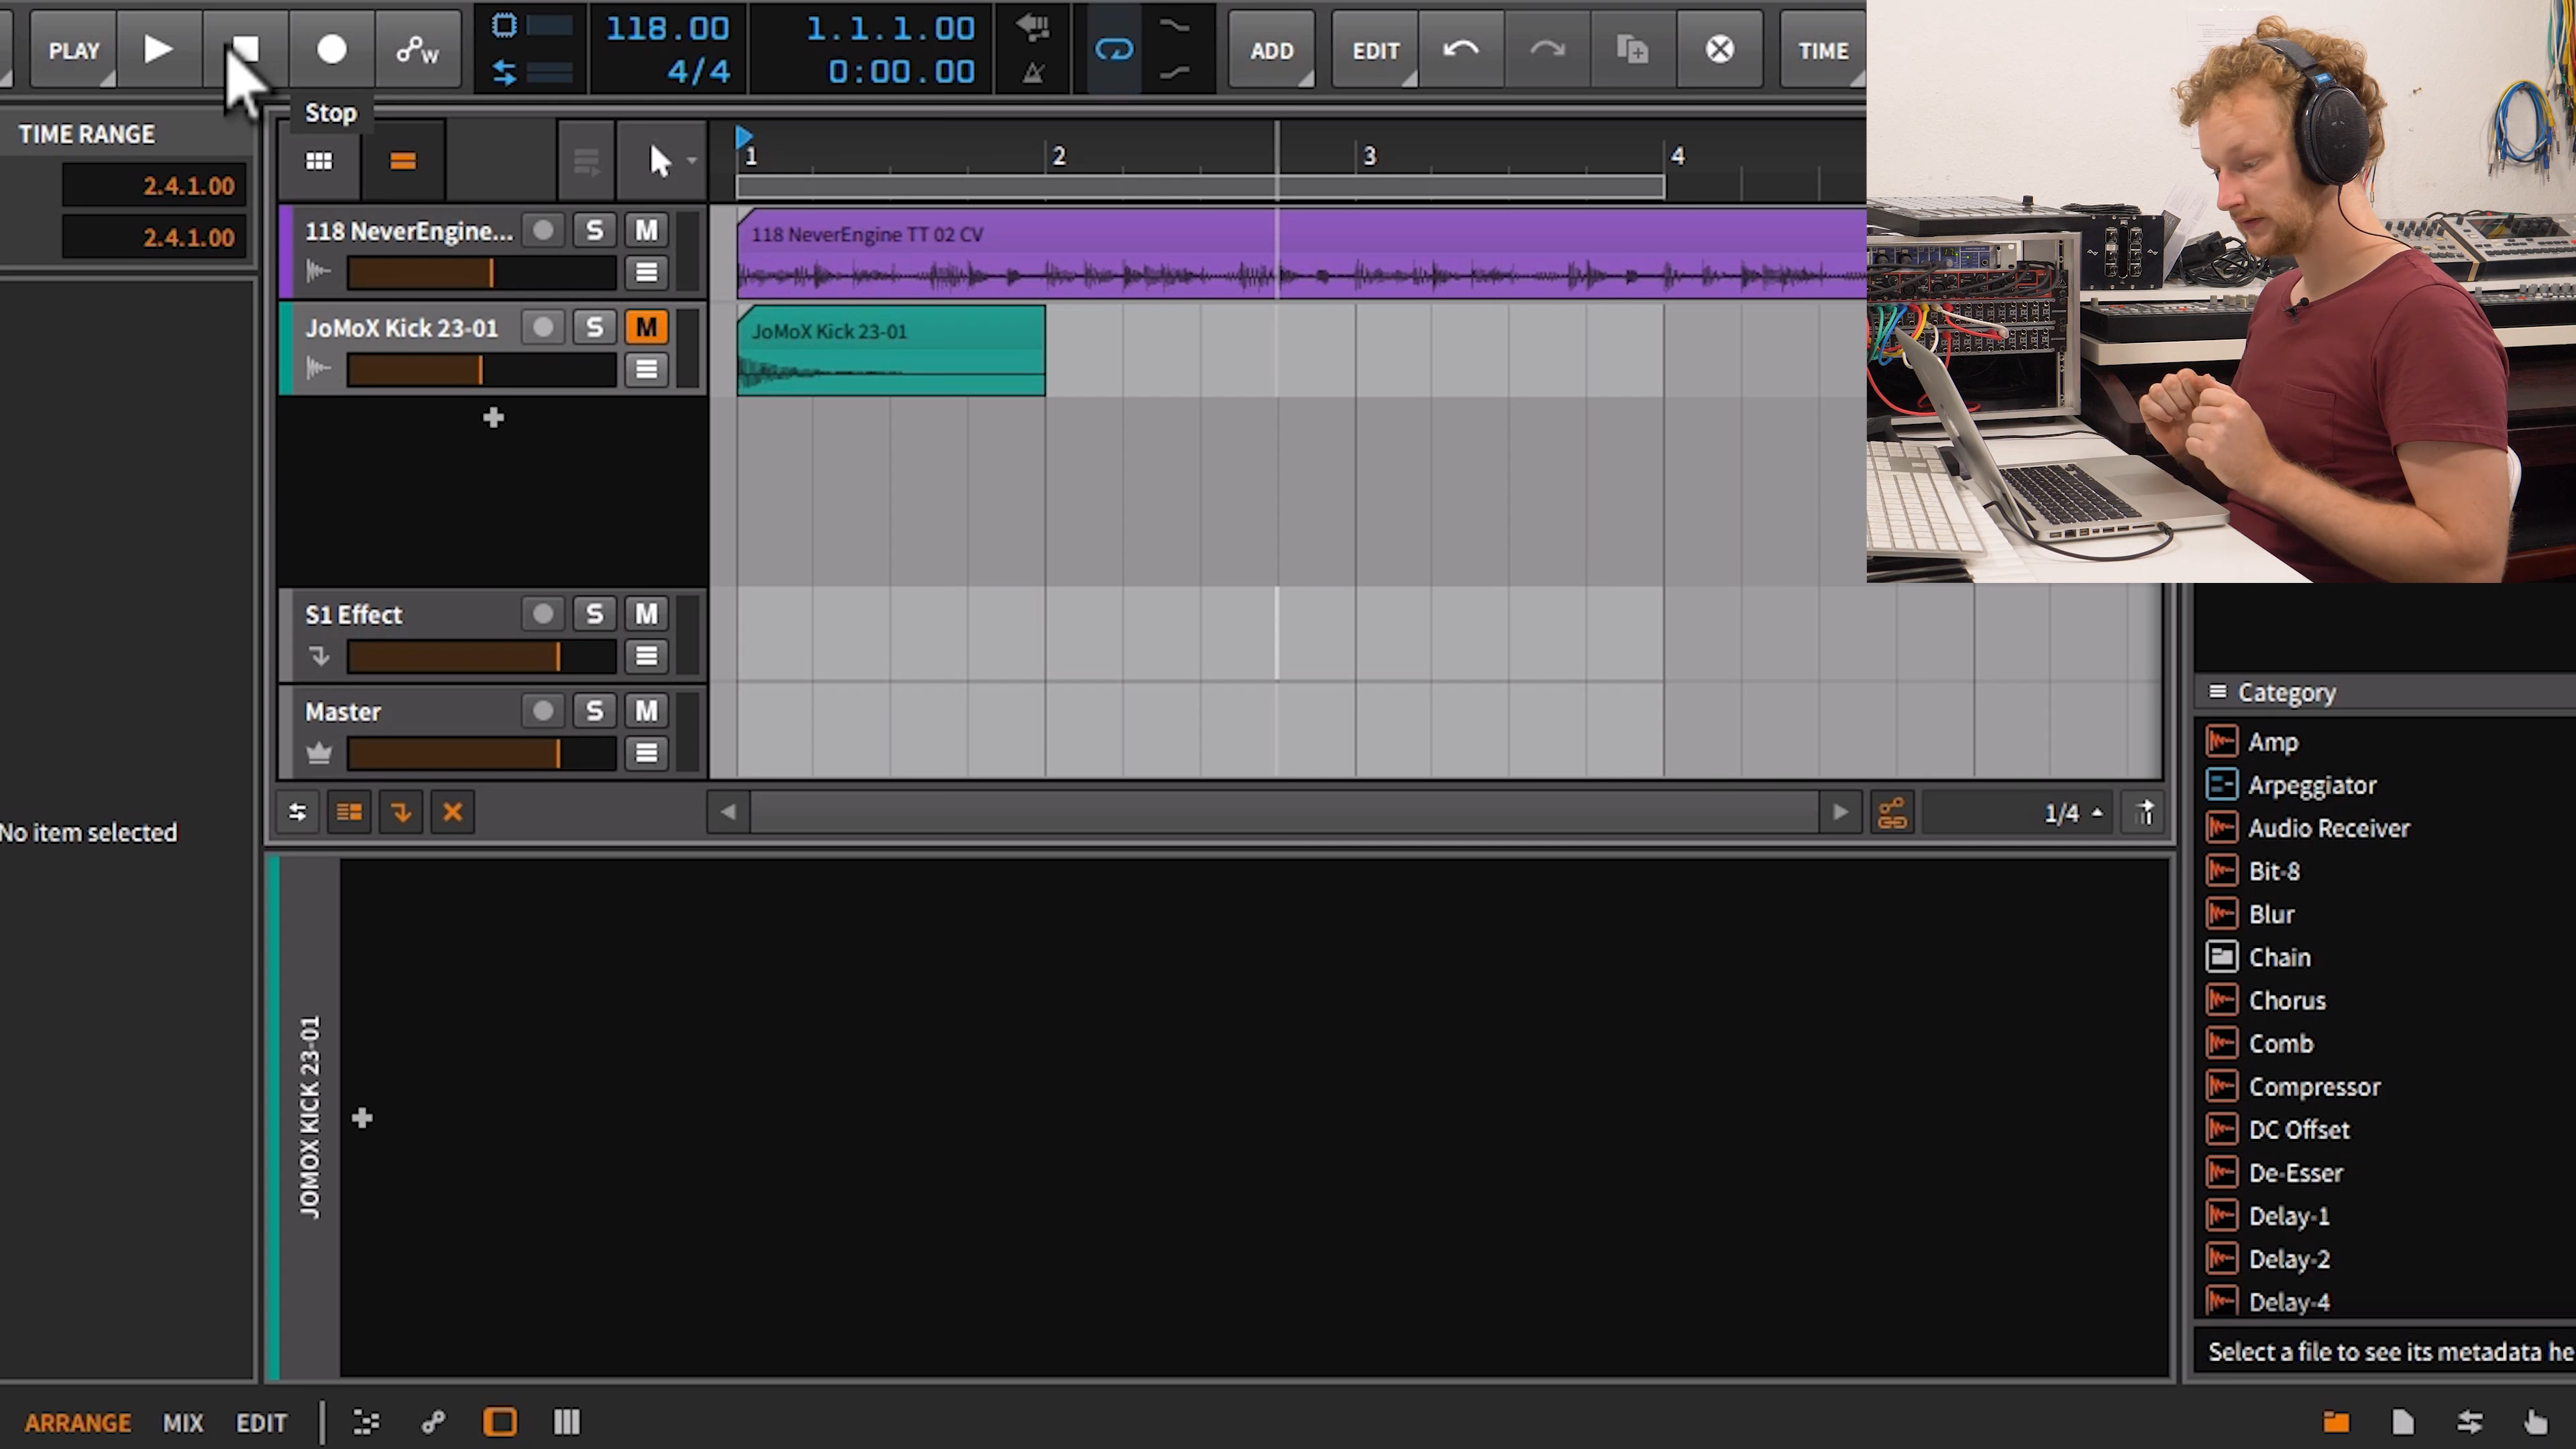 PLAY
W
118.00
4/4
1.1.1.00
0:00.00
ADD
EDIT
TIME
Stop
TIME RANGE
2.4.1.00
2.4.1.00
1
2
3
4
118 NeverEngine...
S
M
118 NeverEngine TT 02 CV
JoMoX Kick 23-01
S
M
JoMoX Kick 23-01
S1 Effect
S
M
Master
S
M
No item selected
1/4
JOMOX KICK 23-01
Category
Amp
Arpeggiator
Audio Receiver
Bit-8
Blur
Chain
Chorus
Comb
Compressor
DC Offset
De-Esser
Delay-1
Delay-2
Delay-4
Select a file to see its metadata he
ARRANGE
MIX
EDIT